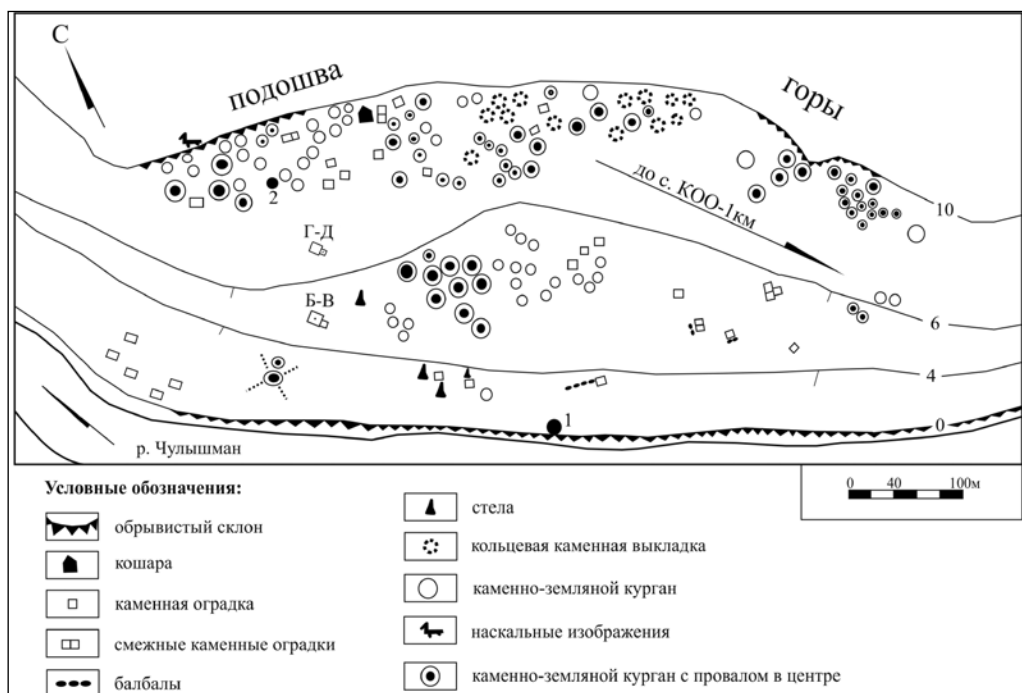 С
подошва
горы
до с. КОО-1км
2
10
Г-Д
Б-В
6
4
1
0
р. Чулышман
0 40 100м
Условные обозначения:
обрывистый склон
кошара
каменная оградка
смежные каменные оградки
балбалы
стела
кольцевая каменная выкладка
каменно-земляной курган
наскальные изображения
каменно-земляной курган с провалом в центре